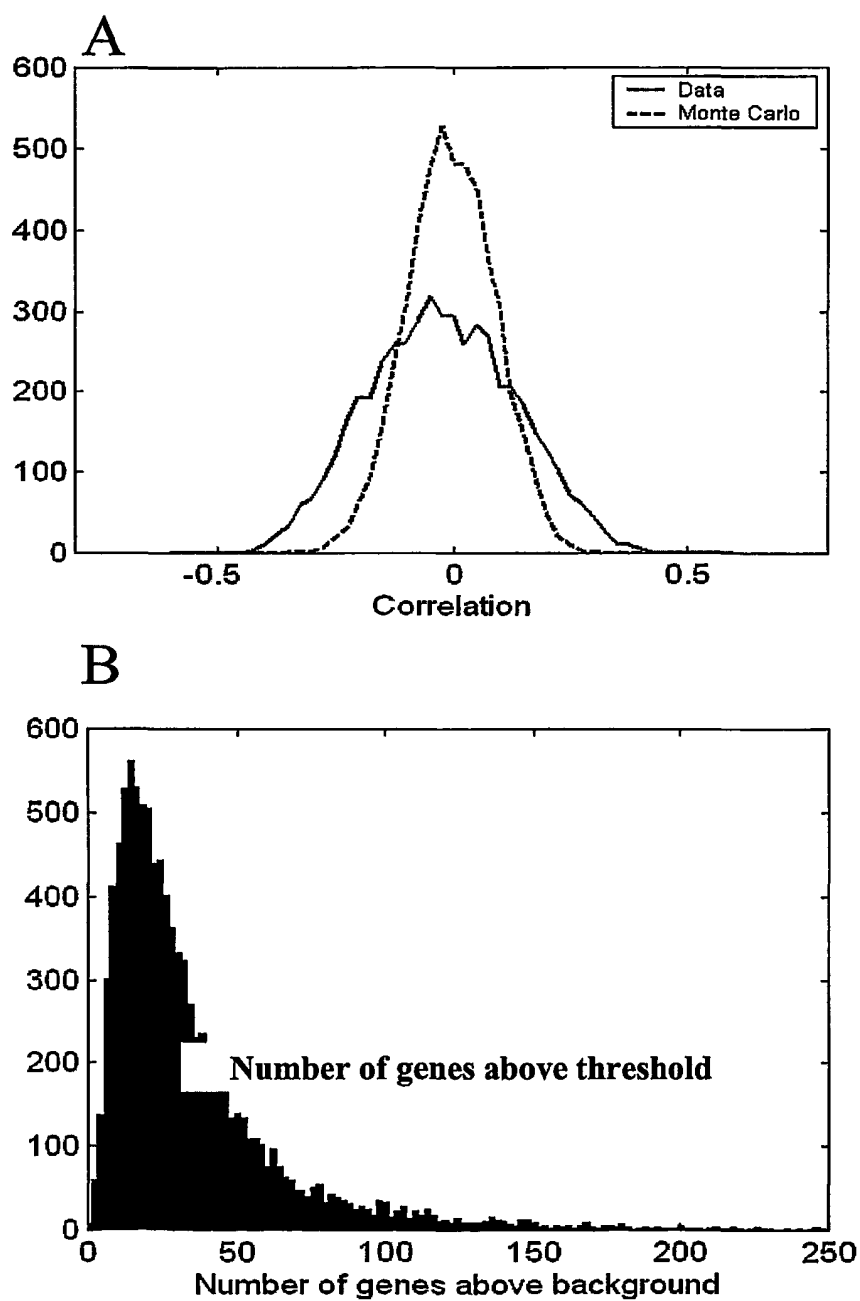 A
600
500
400
300
200
100
0
-0.5 0 0.5
Correlation
Data
Monte Carlo
B
600
500
400
300
200
100
0
0 50 100 150 200 250
Number of genes above threshold
Number of genes above background